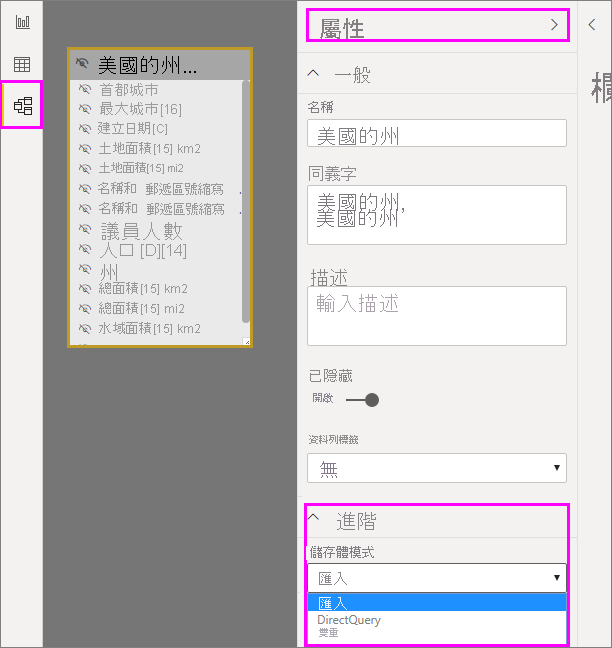 美國的州...
首都城市
最大城市[16]
建立日期[C]
土地面積[15] km2
土地面積[15] mi2
名稱和 郵遞區號縮寫 .
名稱和 郵遞區號縮寫 .
議員人數
人口 [D][14]
州
總面積[15] km2
總面積[15] mi2
水域面積[15] km2
屬性
一般
名稱
美國的州
同義字
美國的州,
美國的州
描述
輸入描述
已隱藏
開啟
資料列標籤
無
進階
儲存體模式
匯入
匯入
DirectQuery
雙重
欄